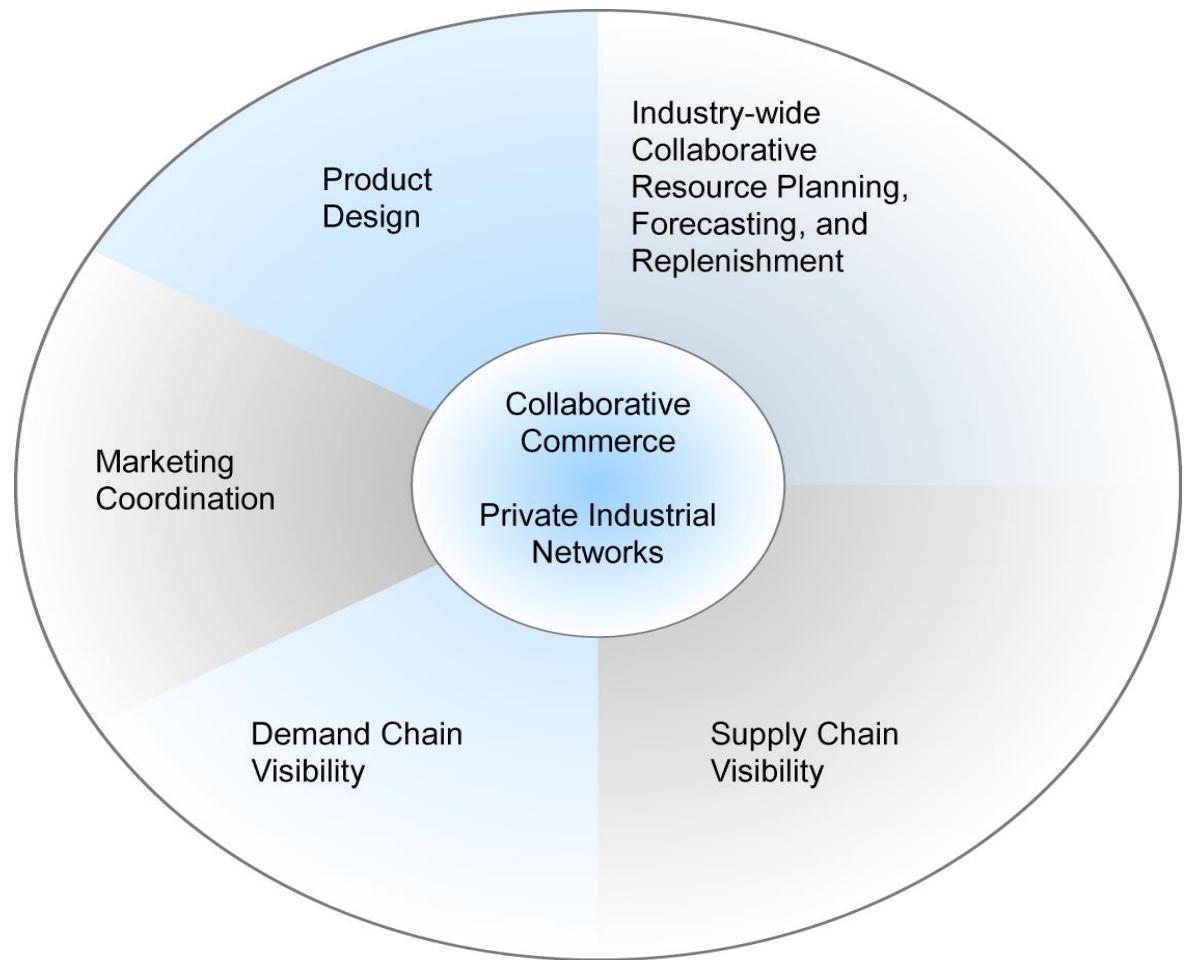 Product
Design
Industry-wide
Collaborative
Resource Planning,
Forecasting, and
Replenishment
Collaborative
Commerce
Private Industrial
Networks
Marketing
Coordination
Demand Chain
Visibility
Supply Chain
Visibility